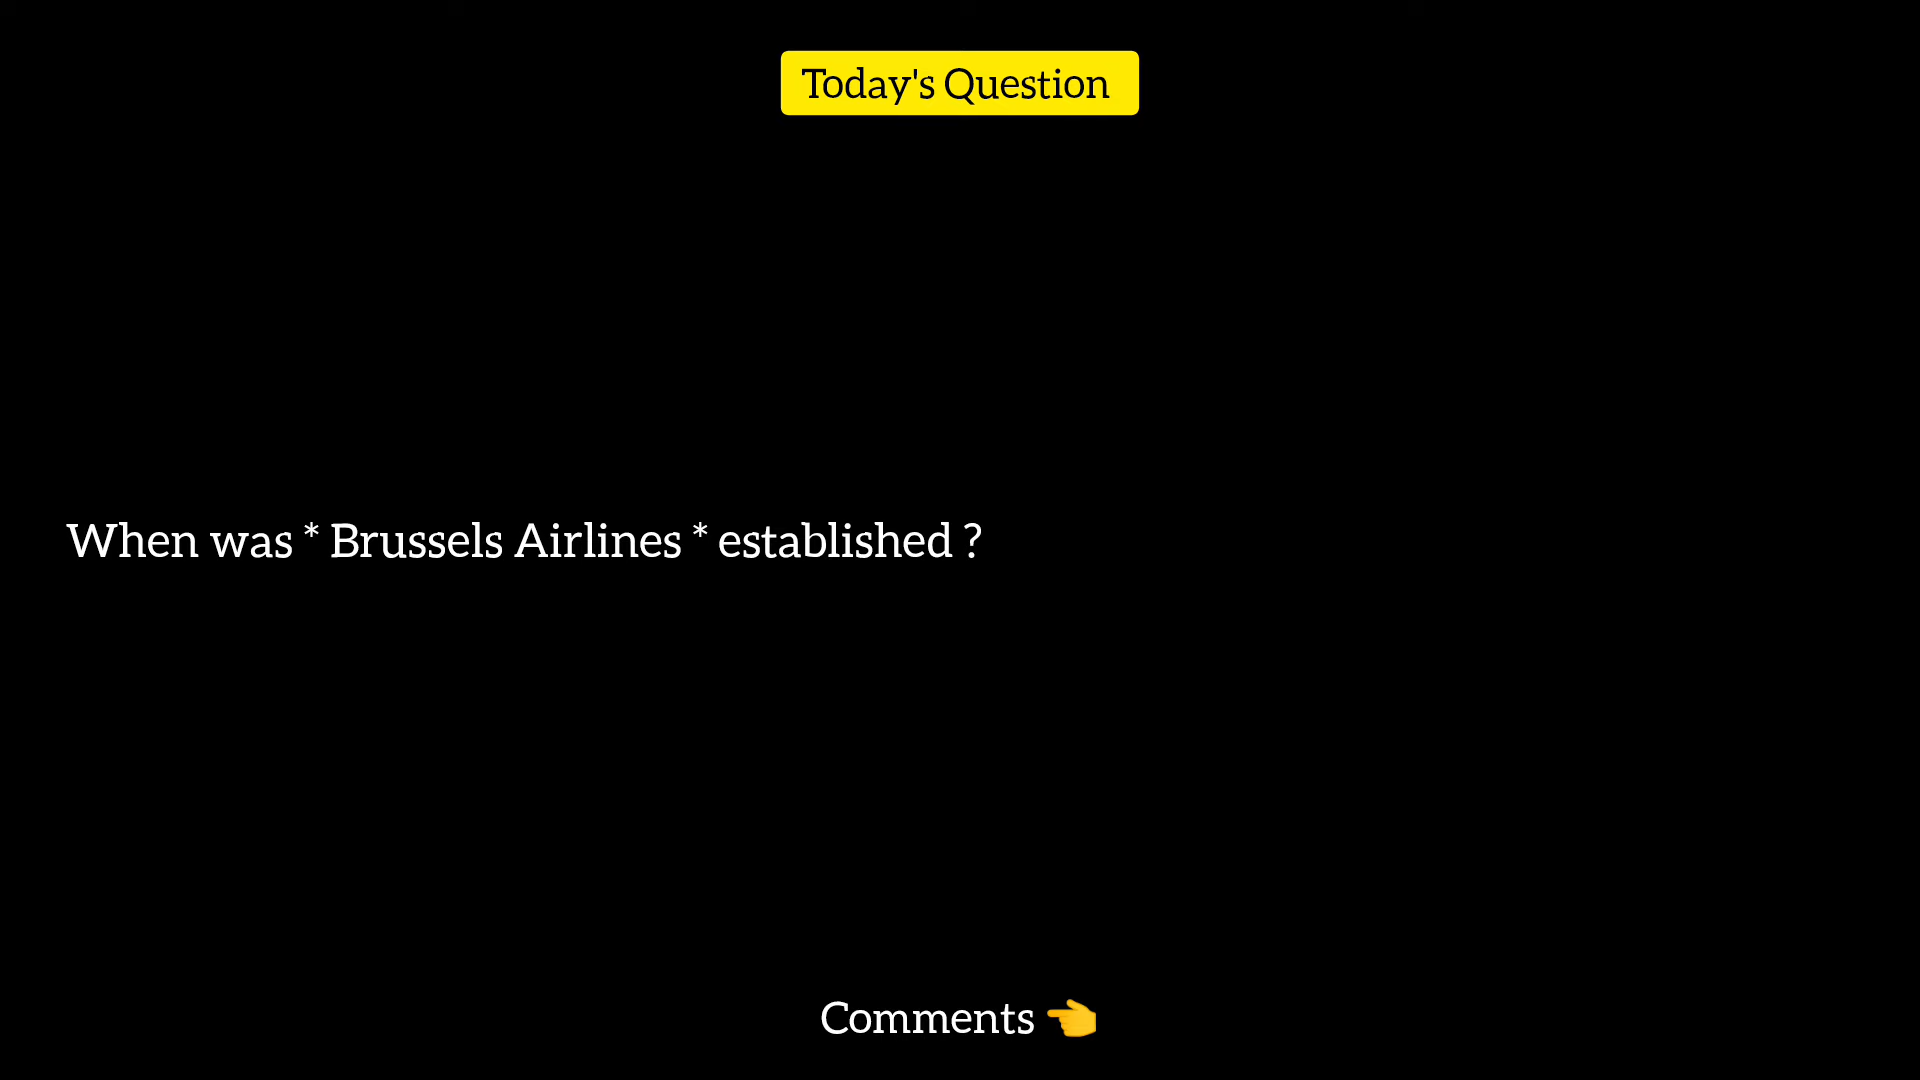 Today's Question
When was * Brussels Airlines * established ?
Comments 👈